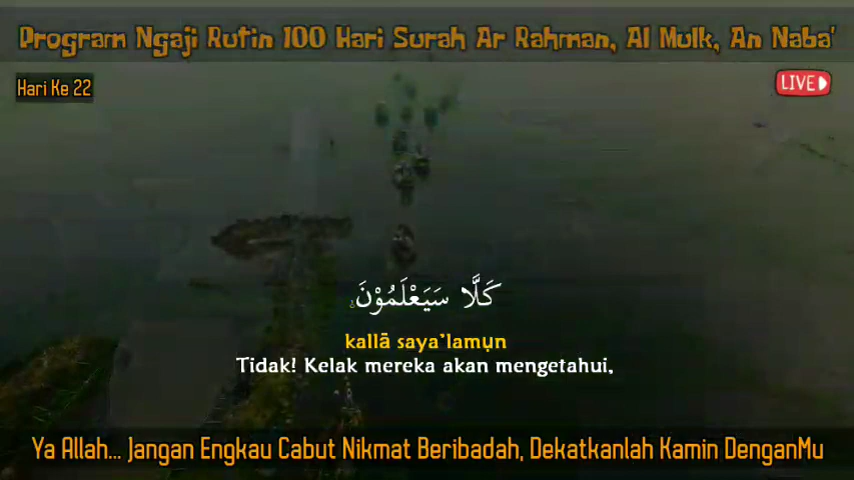 Program Ngaji Rutin 100 Hari Surah Ar Rahman, Al Mulk, An Naba'
Hari Ke 22
LIVE
كَلَّا سَيَعْلَمُوْنَۙ
kallā saya'lamụn
Tidak! Kelak mereka akan mengetahui,
Ya Allah... Jangan Engkau Cabut Nikmat Beribadah, Dekatkanlah Kamin DenganMu